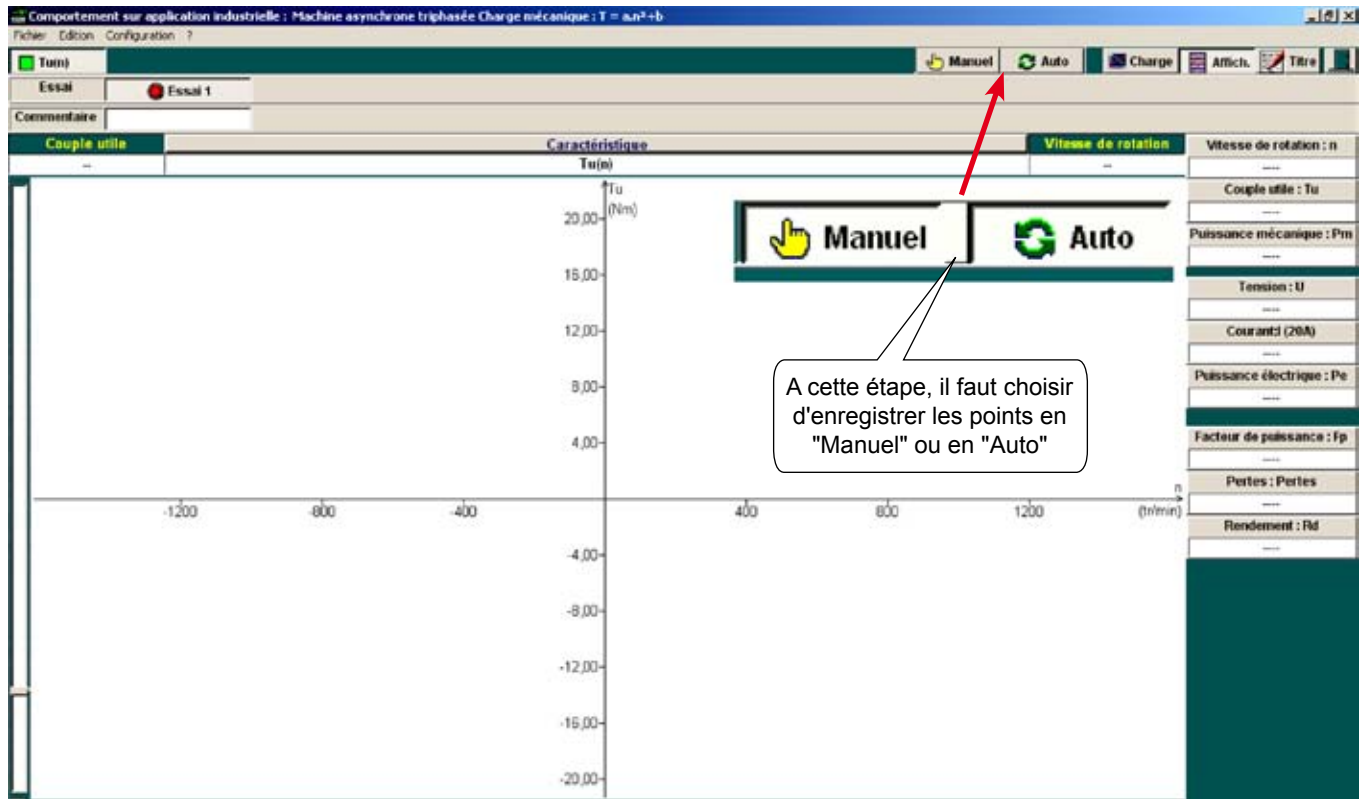 Comportement sur application industrielle : Machine asynchrone triphasée Charge mécanique : T = a.n²+b
Fichier Edition Configuration ?
Tu(n) Manuel Auto Charge Affich. Titre
Essai Essai 1
Commentaire
Couple utile Caractéristique Vitesse de rotation
-- Tu(n) --
Vitesse de rotation : n
----
Couple utile : Tu
----
Puissance mécanique : Pm
----
Tension : U
----
Courant:I (20A)
----
Puissance électrique : Pe
----
Facteur de puissance : Fp
----
Pertes : Pertes
----
Rendement : Rd
----
Tu
(Nm)
20,00
16,00
12,00
8,00
4,00
-1200 -800 -400 400 800 1200
n
(tr/min)
-4,00
-8,00
-12,00
-16,00
-20,00
Manuel Auto
A cette étape, il faut choisir
d'enregistrer les points en
"Manuel" ou en "Auto"